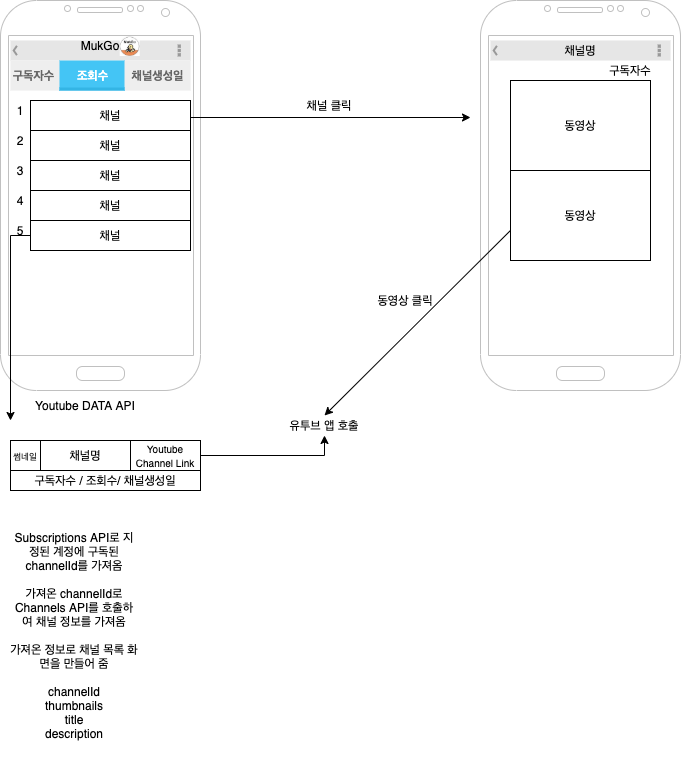 MukGo
구독자수 조회수 채널생성일
1 채널
2 채널
3 채널
4 채널
5 채널
채널 클릭
채널명
구독자수
동영상
동영상
동영상 클릭
Youtube DATA API
유투브 앱 호출
썸네일 채널명 Youtube
Channel Link
구독자수 / 조회수/ 채널생성일
Subscriptions API로 지
정된 계정에 구독된
channelId를 가져옴
가져온 channelId로
Channels API를 호출하
여 채널 정보를 가져옴
가져온 정보로 채널 목록 화
면을 만들어 줌
channelId
thumbnails
title
description